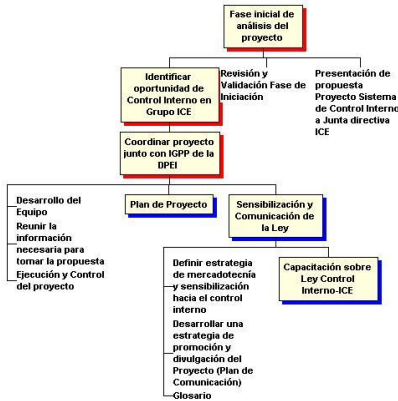 Fase inicial de
análisis del
proyecto
Identificar
oportunidad de
Control Interno en
Grupo ICE
Revisión y
Validación Fase de
Iniciación
Presentación de
propuesta
Proyecto Sistema
de Control Interno
a Junta directiva
ICE
Coordinar proyecto
junto con IGPP de la
DPEI
Desarrollo del
Equipo
Reunir la
información
necesaria para
tomar la propuesta
Ejecución y Control
del proyecto
Plan de Proyecto
Sensibilización y
Comunicación de
la Ley
Definir estrategia
de mercadotecnía
y sensibilización
hacia el control
interno
Desarrollar una
estrategia de
promoción y
divulgación del
Proyecto (Plan de
Comunicación)
Glosario
Capacitación sobre
Ley Control
Interno-ICE